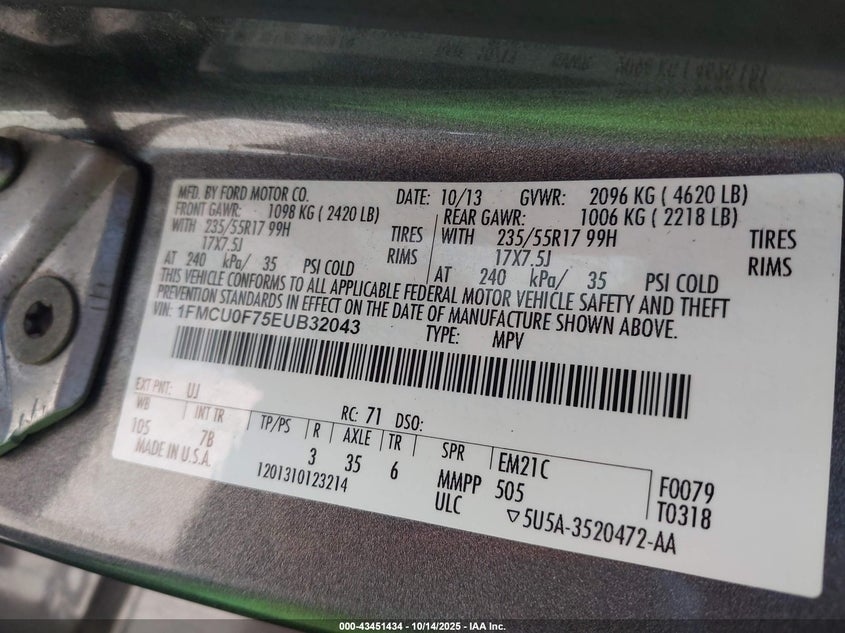 MFD. BY FORD MOTOR CO. DATE: 10/13 GVWR: 2096 KG ( 4620 LB)
FRONT GAWR: 1098 KG ( 2420 LB) REAR GAWR: 1006 KG ( 2218 LB)
WITH 235/55R17 99H TIRES WITH 235/55R17 99H TIRES
17X7.5J RIMS 17X7.5J RIMS
AT 240 kPa/ 35 PSI COLD AT 240 kPa/ 35 PSI COLD
THIS VEHICLE CONFORMS TO ALL APPLICABLE FEDERAL MOTOR VEHICLE SAFETY AND THEFT
PREVENTION STANDARDS IN EFFECT ON THE DATE OF MANUFACTURE SHOWN ABOVE.
VIN: 1FMCU0F75EUB32043 TYPE: MPV
EXT PNT: UJ RC: 71 DSO:
WB INT TR TP/PS R AXLE TR SPR EM21C F0079
105 7B 3 35 6 MMPP 505 T0318
MADE IN U.S.A. 1201310123214 ULC ▽5U5A-3520472-AA
000-43451434 - 10/14/2025 - IAA Inc.